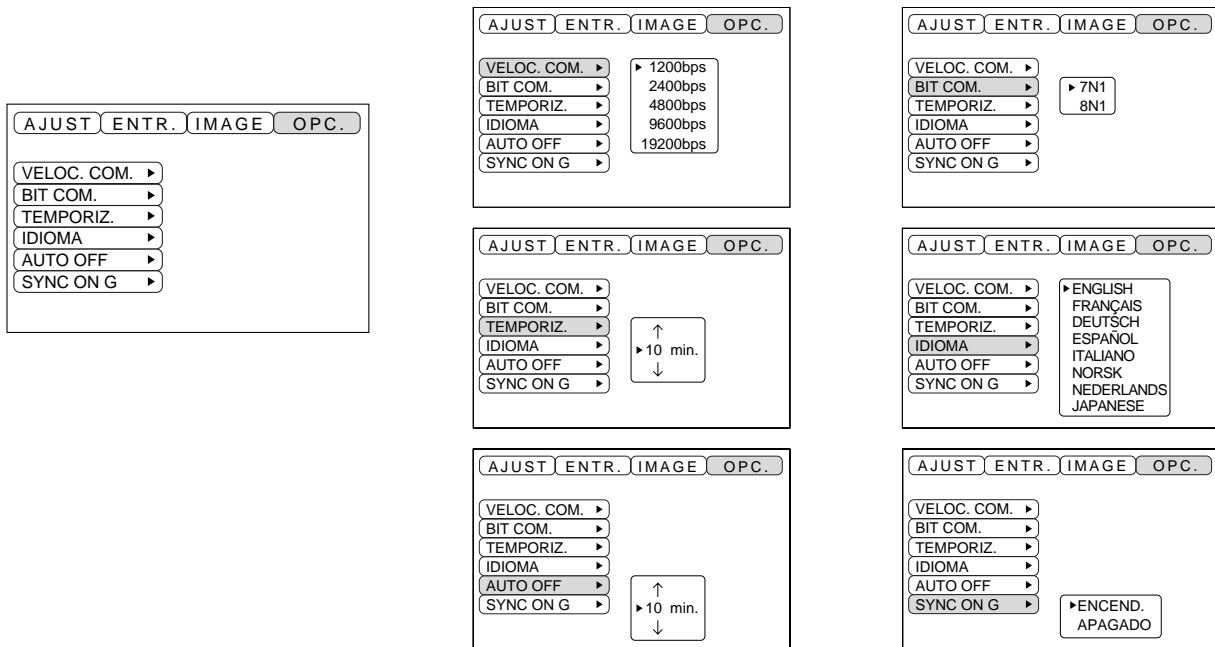 AJUST ENTR. IMAGE OPC.
VELOC. COM.
BIT COM.
TEMPORIZ.
IDIOMA
AUTO OFF
SYNC ON G
AJUST ENTR. IMAGE OPC.
VELOC. COM.
BIT COM.
TEMPORIZ.
IDIOMA
AUTO OFF
SYNC ON G
1200bps
2400bps
4800bps
9600bps
19200bps
AJUST ENTR. IMAGE OPC.
VELOC. COM.
BIT COM.
TEMPORIZ.
IDIOMA
AUTO OFF
SYNC ON G
7N1
8N1
AJUST ENTR. IMAGE OPC.
VELOC. COM.
BIT COM.
TEMPORIZ.
IDIOMA
AUTO OFF
SYNC ON G
10 min.
AJUST ENTR. IMAGE OPC.
VELOC. COM.
BIT COM.
TEMPORIZ.
IDIOMA
AUTO OFF
SYNC ON G
ENGLISH
FRANÇAIS
DEUTSCH
ESPAÑOL
ITALIANO
NORSK
NEDERLANDS
JAPANESE
AJUST ENTR. IMAGE OPC.
VELOC. COM.
BIT COM.
TEMPORIZ.
IDIOMA
AUTO OFF
SYNC ON G
10 min.
AJUST ENTR. IMAGE OPC.
VELOC. COM.
BIT COM.
TEMPORIZ.
IDIOMA
AUTO OFF
SYNC ON G
ENCEND.
APAGADO